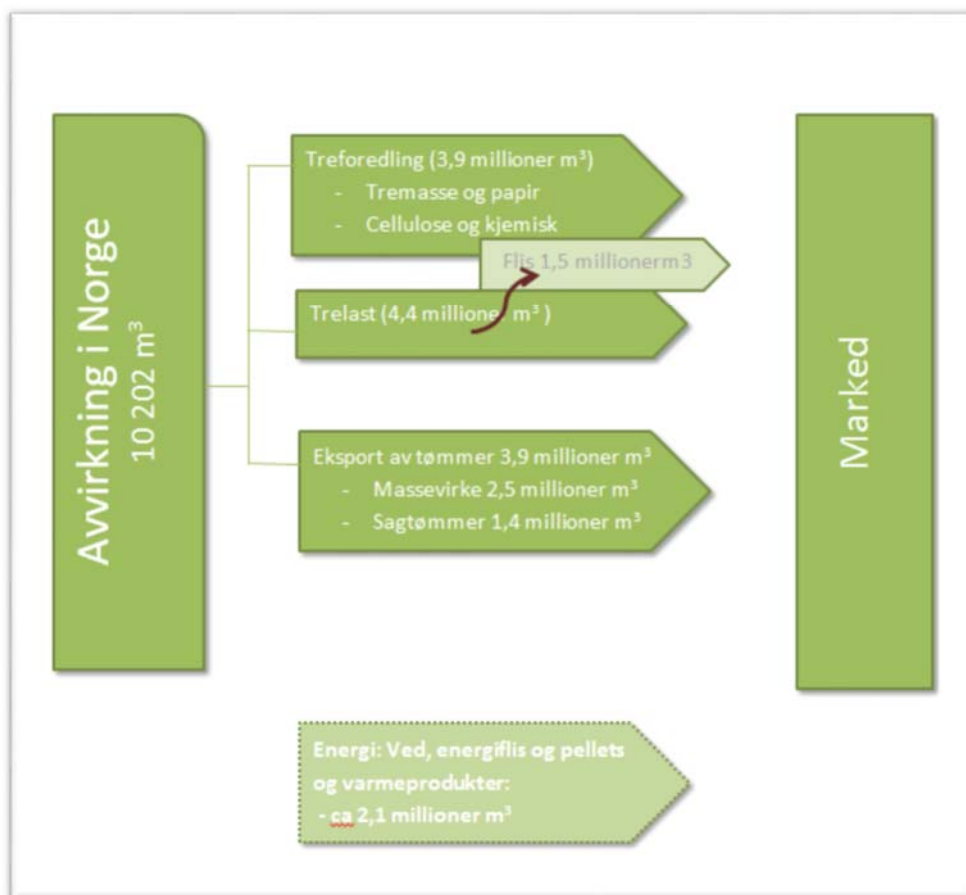 Avvirkning i Norge
10 202 m³
Treforedling (3,9 millioner m³)
- Tremasse og papir
- Cellulose og kjemisk
Flis 1,5 millionerm3
Trelast (4,4 millioner m³ )
Eksport av tømmer 3,9 millioner m³
- Massevirke 2,5 millioner m³
- Sagtømmer 1,4 millioner m³
Energi: Ved, energiflis og pellets
og varmeprodukter:
- ca 2,1 millioner m³
Marked